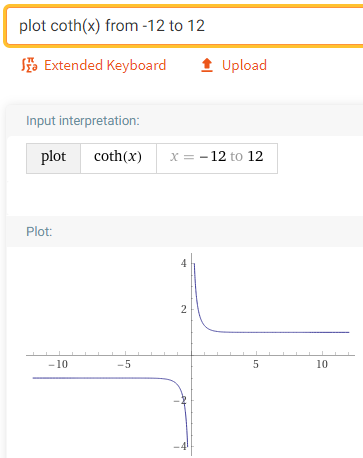 plot coth(x) from -12 to 12
Extended Keyboard Upload
Input interpretation:
plot coth(x) x = −12 to 12
Plot:
4
2
−10 −5 5 10
−2
−4